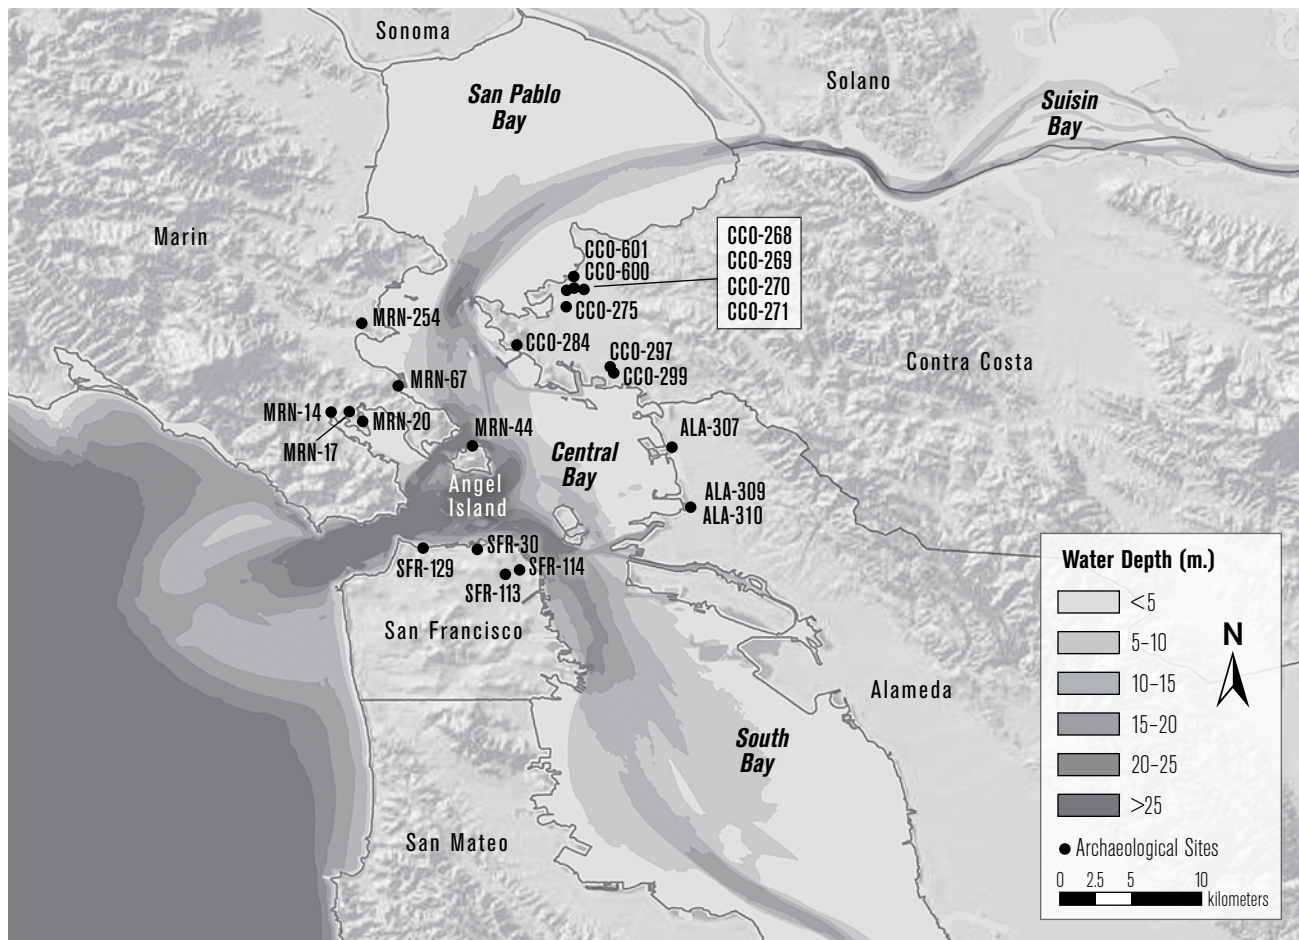 Sonoma
San Pablo
Bay
Solano
Suisin
Bay
Marin
CCO-601
CCO-600
CCO-268
CCO-269
CCO-270
CCO-271
CCO-275
MRN-254
CCO-284
CCO-297
CCO-299
Contra Costa
MRN-67
MRN-14
MRN-20
MRN-17
MRN-44
ALA-307
Central
Bay
Angel
Island
ALA-309
ALA-310
SFR-30
SFR-129
SFR-114
SFR-113
San Francisco
Alameda
South
Bay
San Mateo
Water Depth (m.)
<5
5–10
10–15
15–20
20–25
>25
N
Archaeological Sites
0 2.5 5 10
kilometers